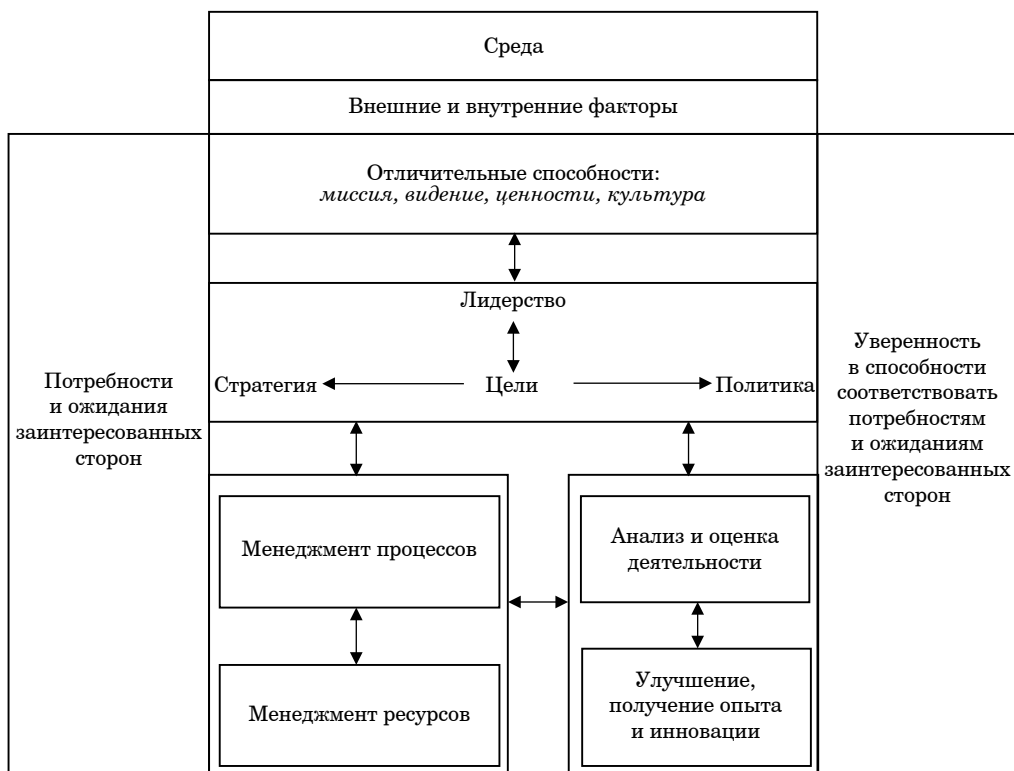 Среда
Внешние и внутренние факторы
Отличительные способности:
миссия, видение, ценности, культура
Лидерство
Стратегия
Цели
Политика
Потребности
и ожидания
заинтересованных
сторон
Уверенность
в способности
соответствовать
потребностям
и ожиданиям
заинтересованных
сторон
Менеджмент процессов
Анализ и оценка
деятельности
Менеджмент ресурсов
Улучшение,
получение опыта
и инновации